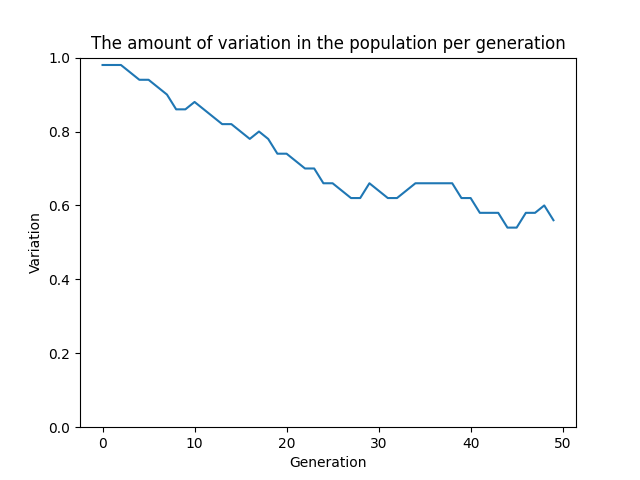 The amount of variation in the population per generation
1.0
0.8
0.6
0.4
0.2
0.0
Variation
0 10 20 30 40 50
Generation